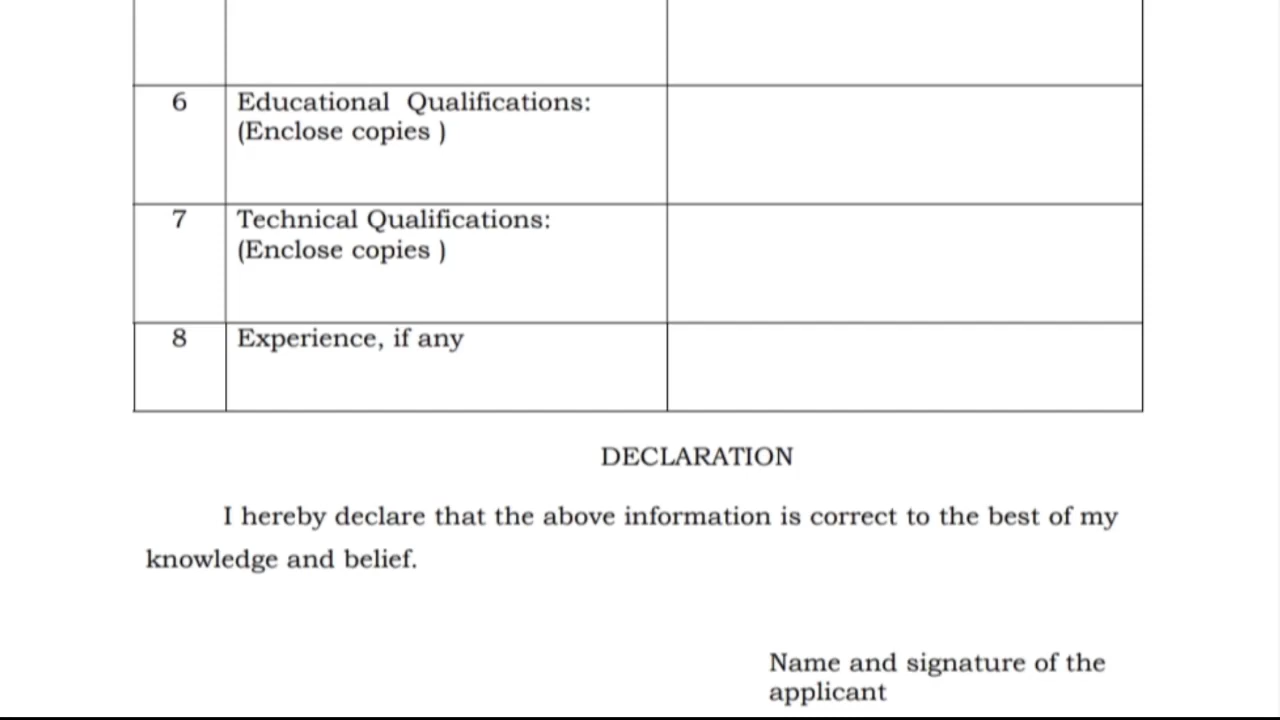 6 Educational Qualifications:
(Enclose copies )
7 Technical Qualifications:
(Enclose copies )
8 Experience, if any
DECLARATION
I hereby declare that the above information is correct to the best of my
knowledge and belief.
Name and signature of the
applicant